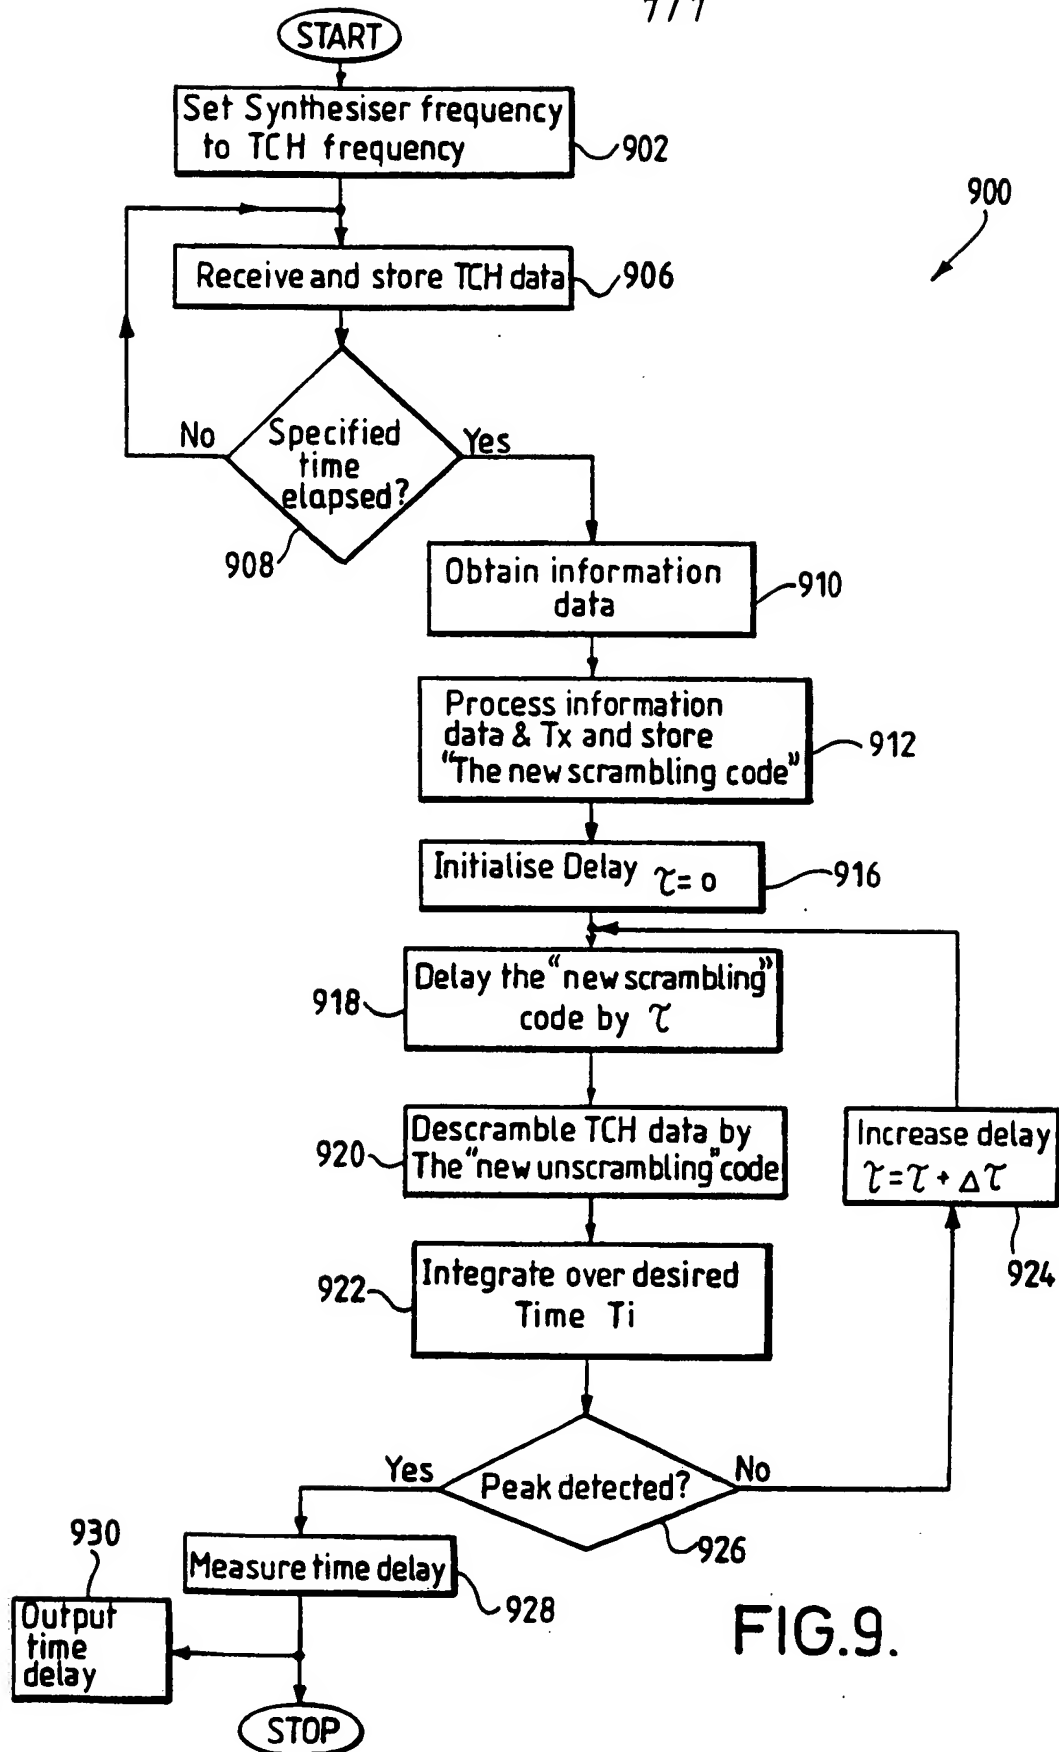 7/7
START
Set Synthesiser frequency
to TCH frequency
902
900
Receive and store TCH data
906
No
Specified
time
elapsed?
Yes
908
Obtain information
data
910
Process information
data & Tx and store
"The new scrambling code"
912
Initialise Delay τ= 0
916
Delay the "new scrambling"
code by τ
918
Descramble TCH data by
The "new unscrambling" code
920
Increase delay
τ=τ + Δτ
924
Integrate over desired
Time Ti
922
Yes
Peak detected?
No
926
930
Measure time delay
928
Output
time
delay
STOP
FIG.9.